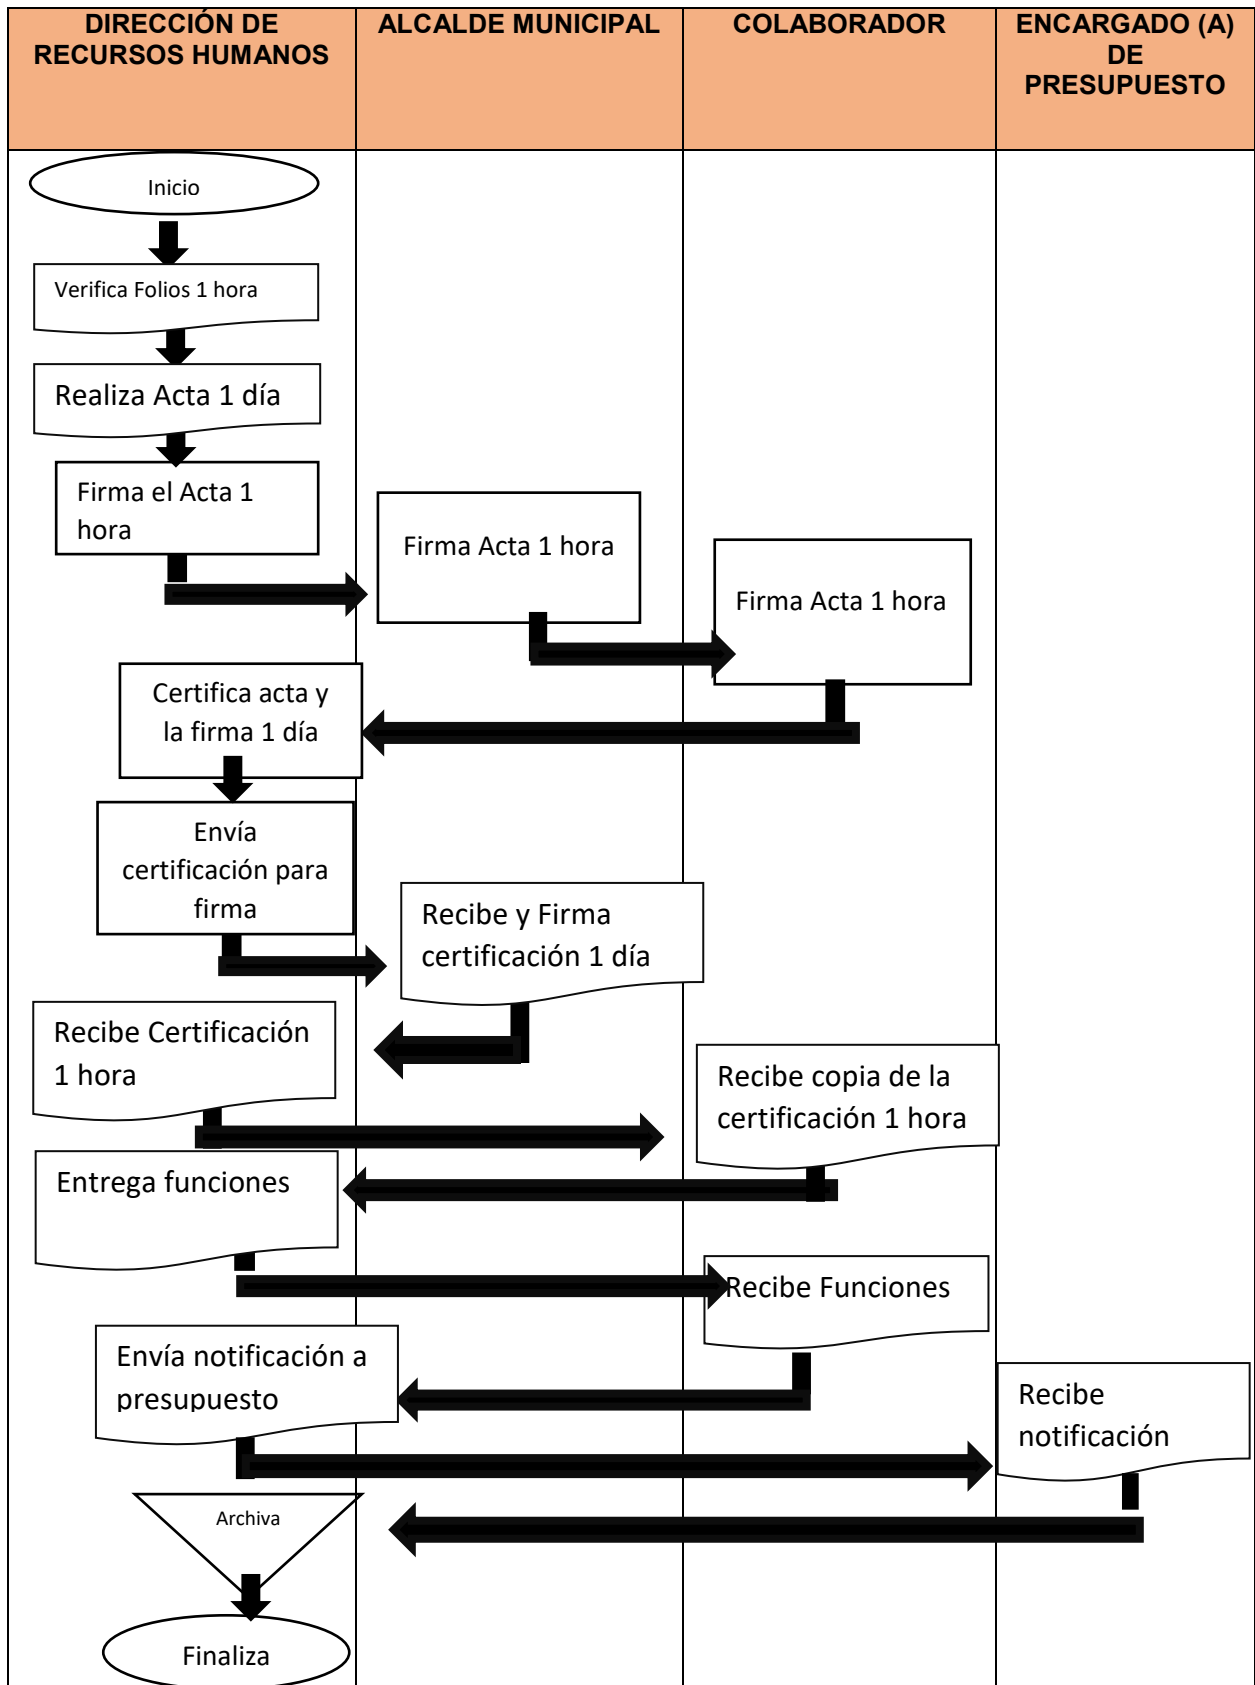 DIRECCIÓN DE
RECURSOS HUMANOS
ALCALDE MUNICIPAL
COLABORADOR
ENCARGADO (A)
DE
PRESUPUESTO
Inicio
Verifica Folios 1 hora
Realiza Acta 1 día
Firma el Acta 1
hora
Firma Acta 1 hora
Firma Acta 1 hora
Certifica acta y
la firma 1 día
Envía
certificación para
firma
Recibe y Firma
certificación 1 día
Recibe Certificación
1 hora
Recibe copia de la
certificación 1 hora
Entrega funciones
Recibe Funciones
Envía notificación a
presupuesto
Recibe
notificación
Archiva
Finaliza